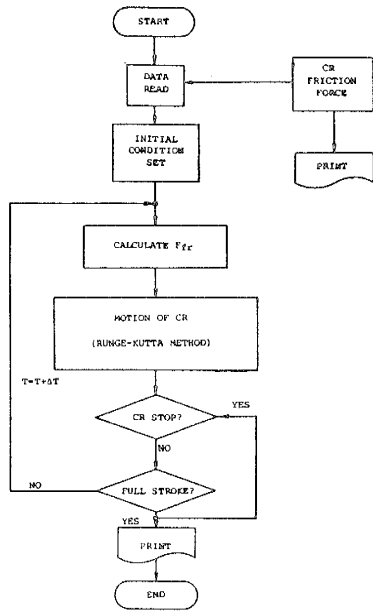 START
DATA
READ
CR
FRICTION
FORCE
PRINT
INITIAL
CONDITION
SET
CALCULATE Ffr
MOTION OF CR
(RUNGE-KUTTA METHOD)
T=T+ΔT
CR STOP?
YES
NO
FULL STROKE?
NO
YES
PRINT
END